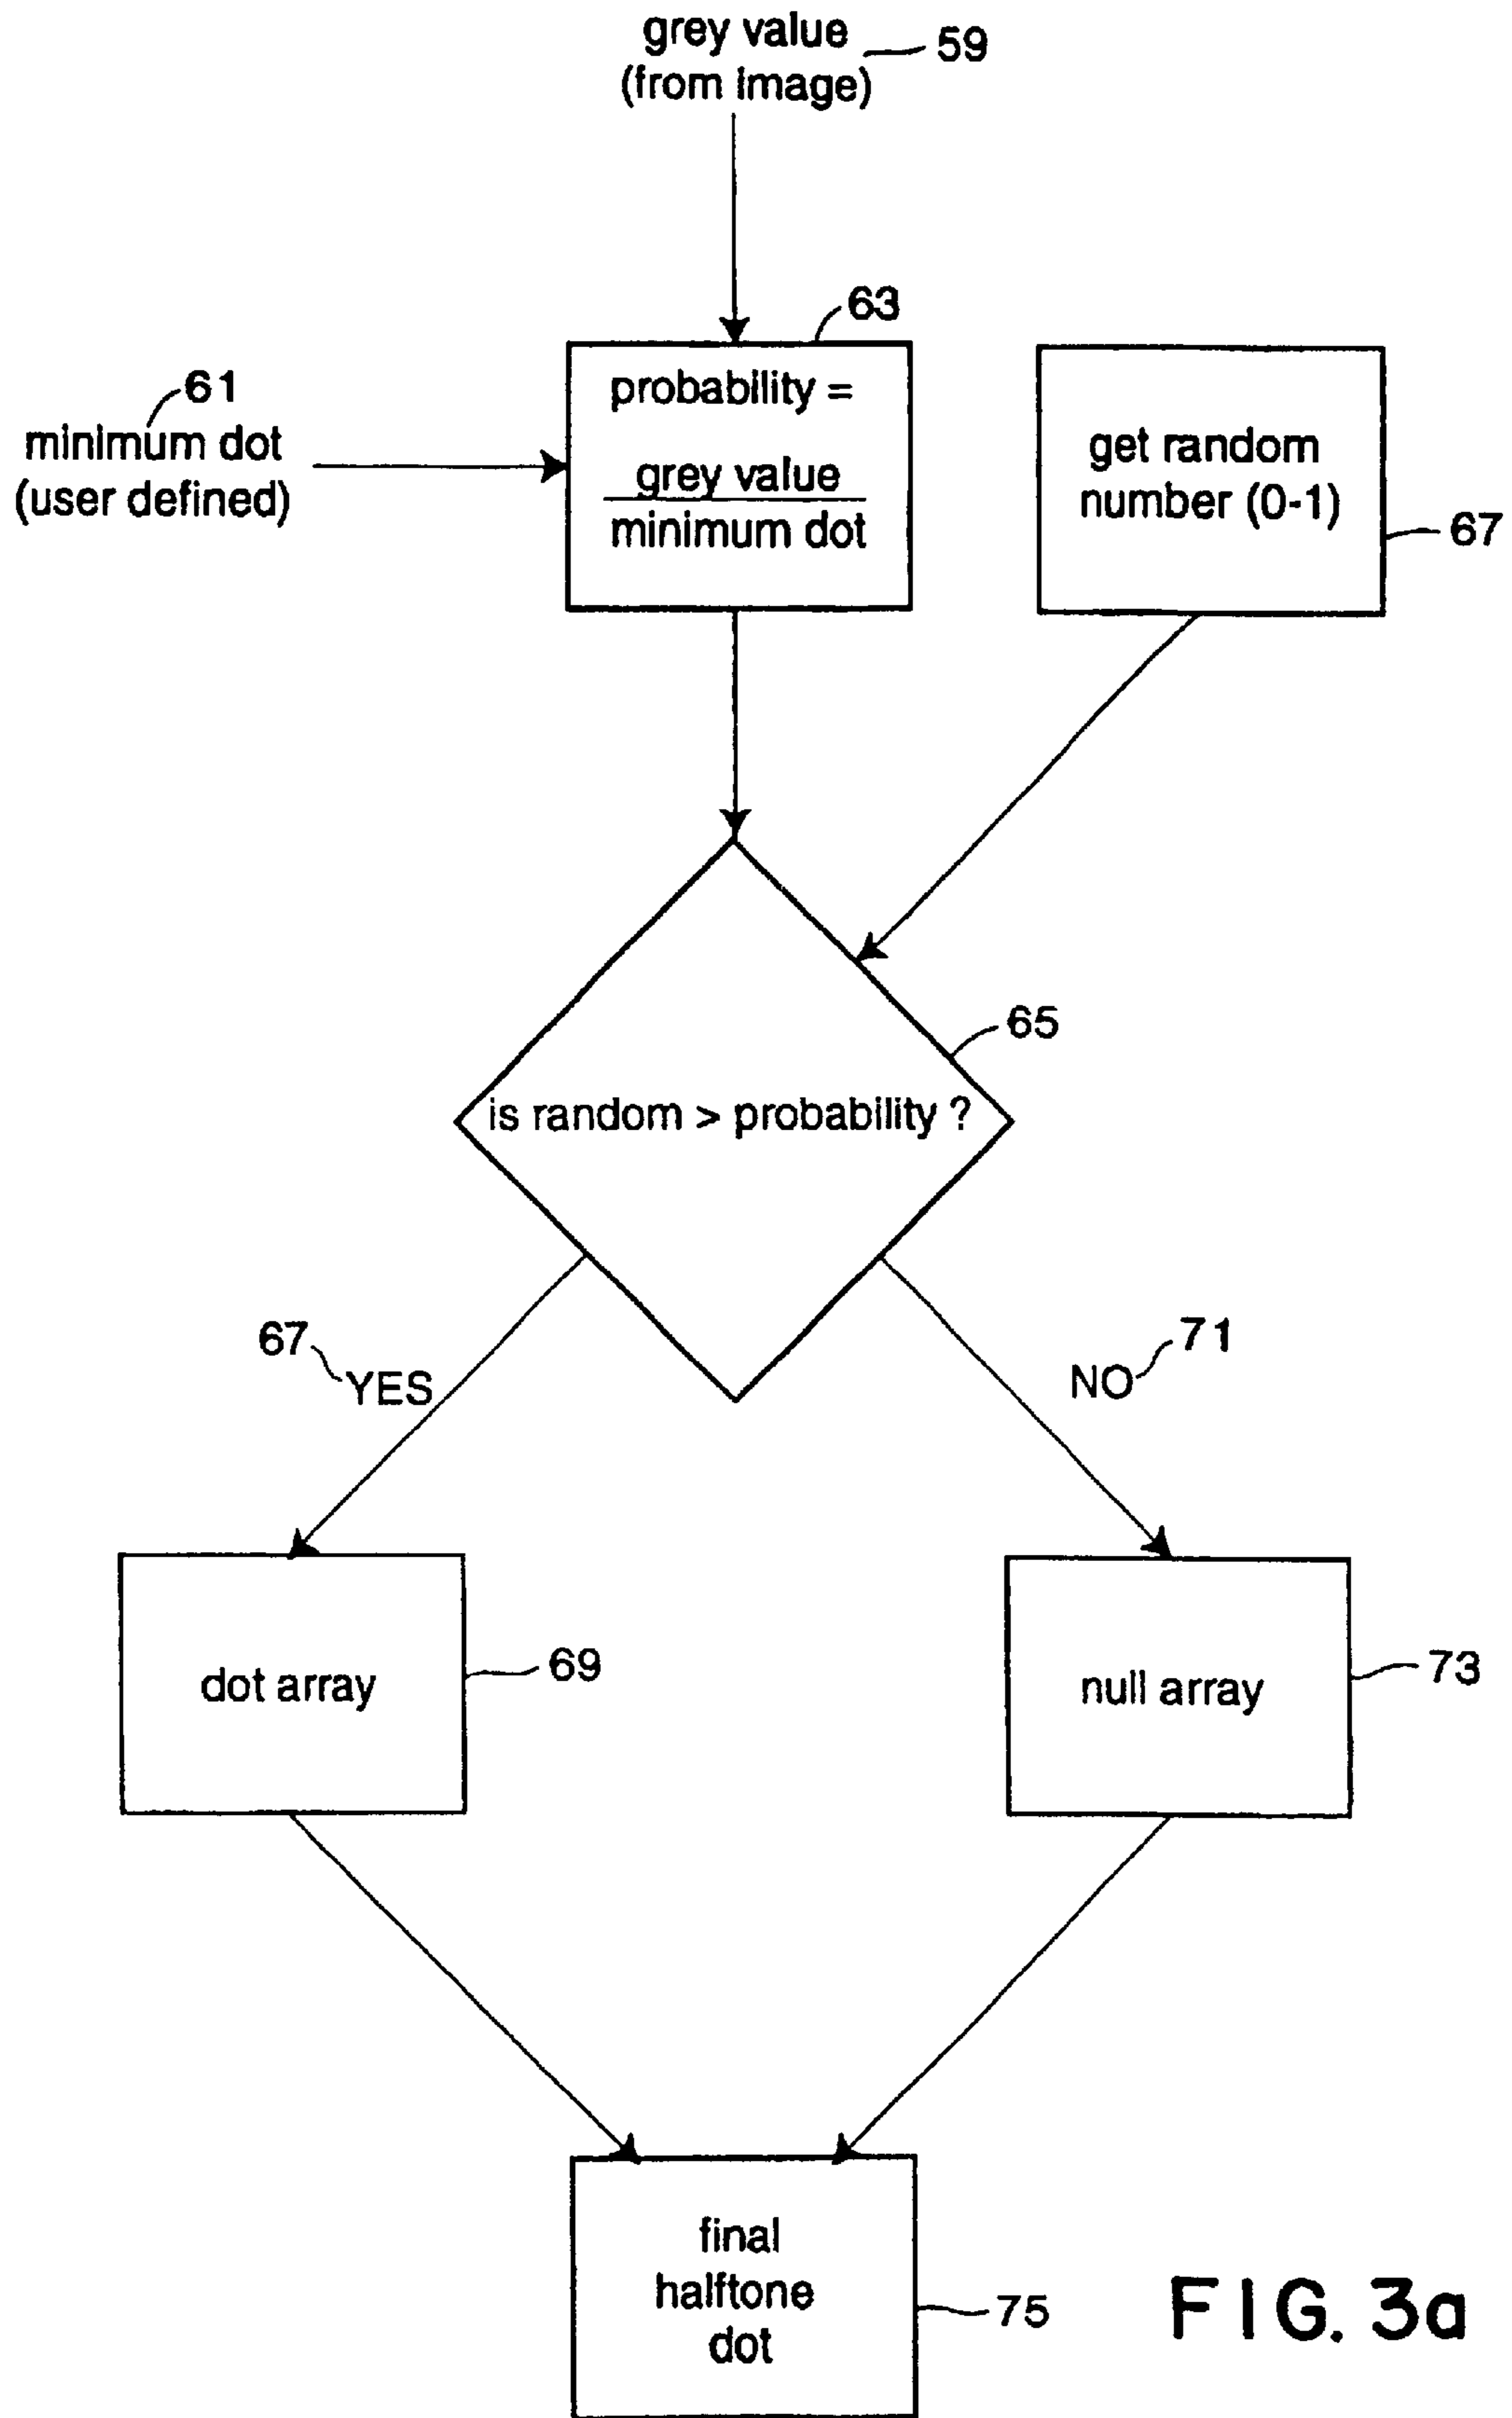 grey value
(from image)
59
63
61
minimum dot
(user defined)
probability =
grey value
minimum dot
get random
number (0-1)
67
65
is random > probability ?
67
YES
71
NO
dot array
69
null array
73
final
halftone
dot
75
FIG. 3a